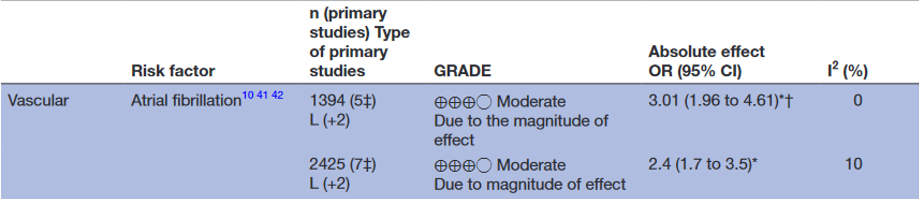 n (primary
studies) Type
of primary
studies
Risk factor
GRADE
Absolute effect
OR (95% CI)
I² (%)
Vascular
Atrial fibrillation¹⁰ ⁴¹ ⁴²
1394 (5‡)
L (+2)
⊕⊕⊕◯ Moderate
Due to the magnitude of
effect
3.01 (1.96 to 4.61)*†
0
2425 (7‡)
L (+2)
⊕⊕⊕◯ Moderate
Due to magnitude of effect
2.4 (1.7 to 3.5)*
10